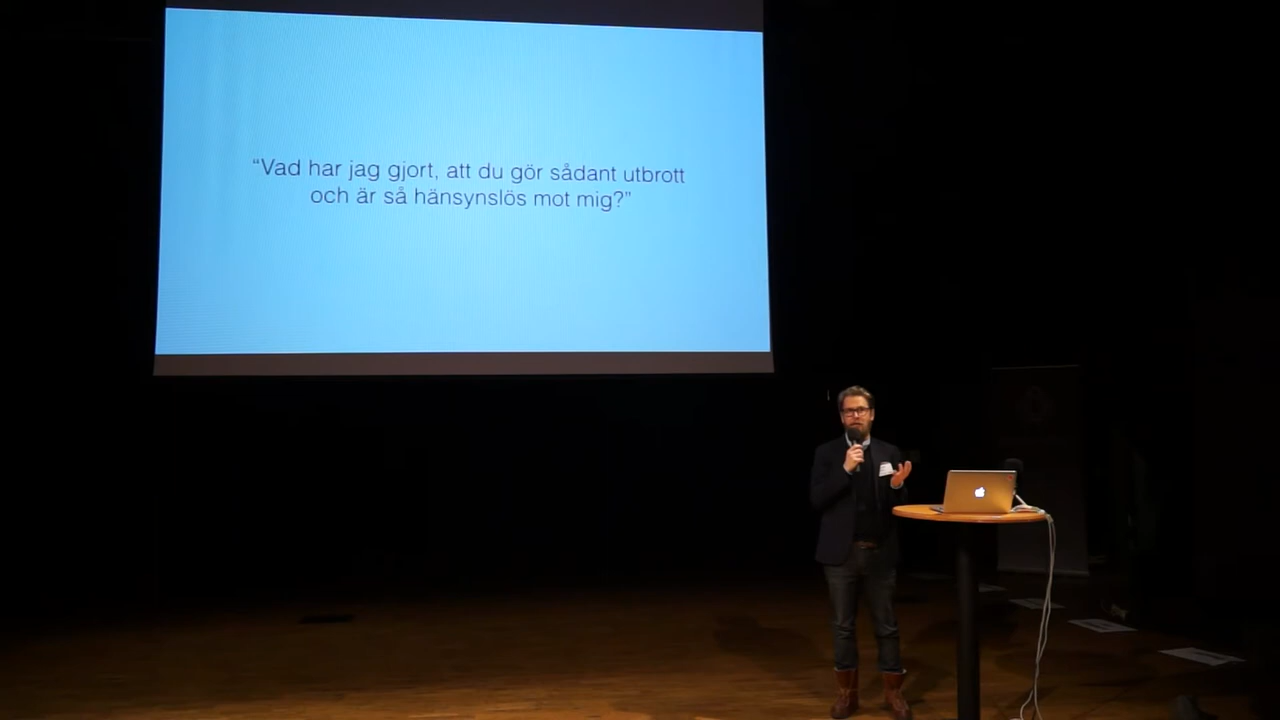 “Vad har jag gjort, att du gör sådant utbrott
och är så hänsynslös mot mig?”